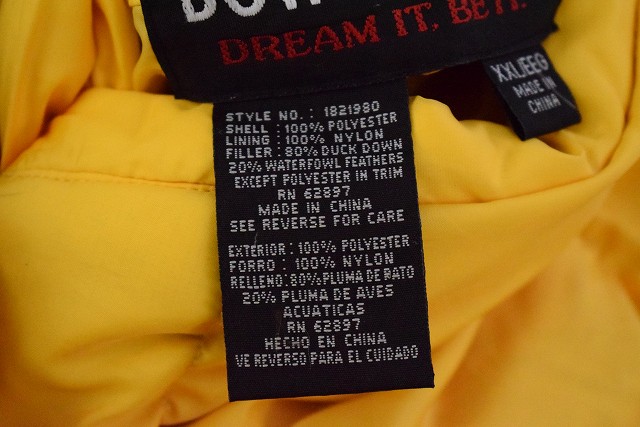 DREAM IT, BE IT.
XXL/EEG
MADE IN
CHINA
STYLE NO. : 1821980
SHELL : 100% POLYESTER
LINING : 100% NYLON
FILLER : 80% DUCK DOWN
20% WATERFOWL FEATHERS
EXCEPT POLYESTER IN TRIM
RN 62897
MADE IN CHINA
SEE REVERSE FOR CARE
EXTERIOR : 100% POLYESTER
FORRO : 100% NYLON
RELLENO : 80% PLUMA DE PATO
20% PLUMA DE AVES
ACUATICAS
RN 62897
HECHO EN CHINA
VE REVERSO PARA EL CUIDADO